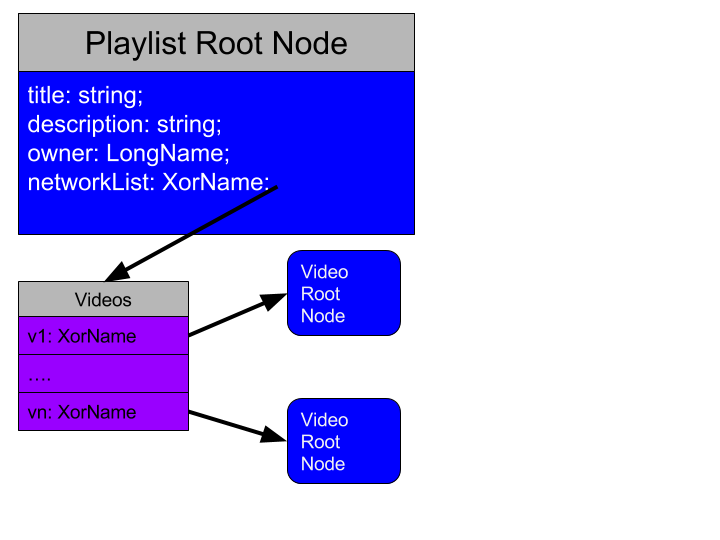 Playlist Root Node
title: string;
description: string;
owner: LongName;
networkList: XorName;
Videos
v1: XorName
....
vn: XorName
Video
Root
Node
Video
Root
Node